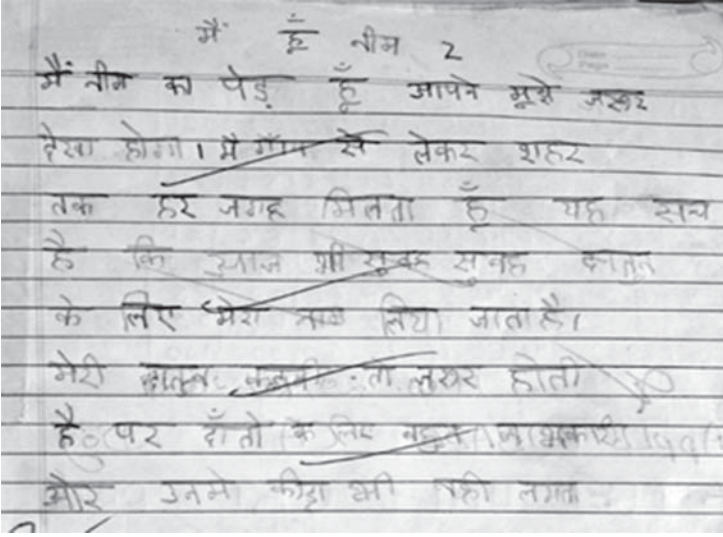 मैं हूँ नीम 2
मैं नीम का पेड़ हूँ आपने मुझे जरूर
देखा होगा। मै गाँव से लेकर शहर
तक हर जगह मिलता हूँ यह सच
है कि आज भी सुबह सुबह दातुन
के लिए मेरा नाम लिया जाता है।
मेरी दातुन कड़वी तो जरूर होती
है पर दाँतो के लिए बहुत लाभकारी
और उनमे कीड़ा भी नही लगता